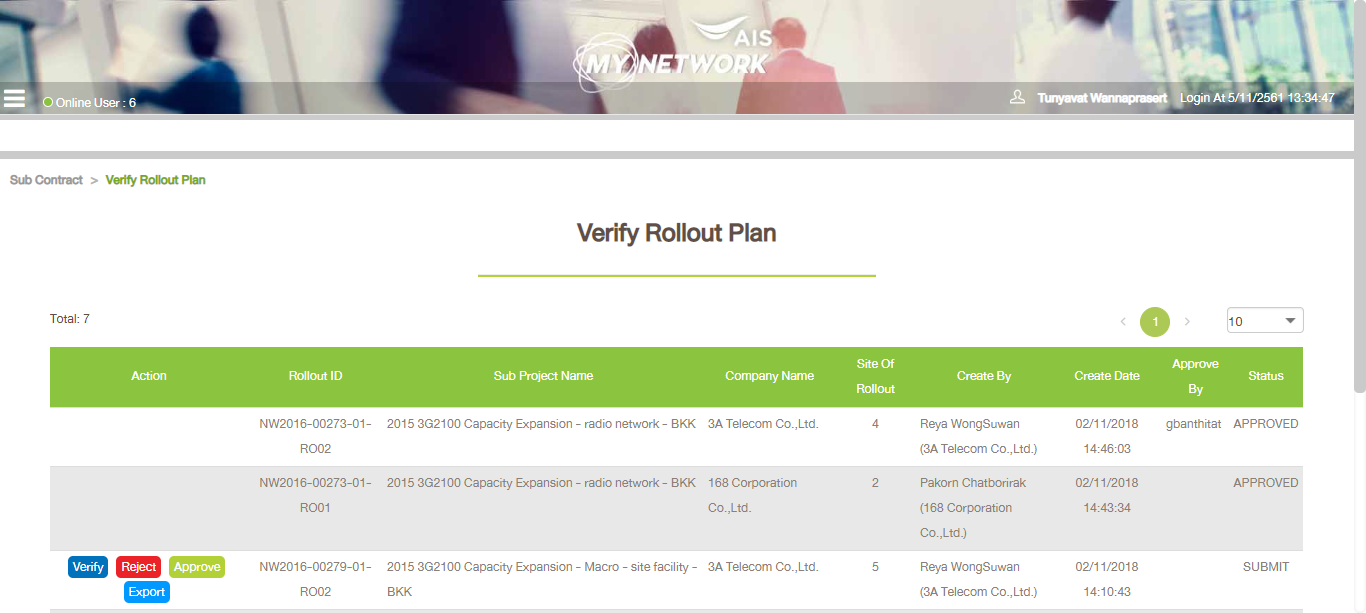 AIS
MY NETWORK
Online User : 6
Tunyavat Wannaprasert Login At 5/11/2561 13:34:47
Sub Contract > Verify Rollout Plan
Verify Rollout Plan
Total: 7
< 1 > 10
Action Rollout ID Sub Project Name Company Name Site Of Rollout Create By Create Date Approve By Status
NW2016-00273-01- 2015 3G2100 Capacity Expansion - radio network - BKK 3A Telecom Co.,Ltd. 4 Reya WongSuwan 02/11/2018 gbanthitat APPROVED
RO02 (3A Telecom Co.,Ltd.) 14:46:03
NW2016-00273-01- 2015 3G2100 Capacity Expansion - radio network - BKK 168 Corporation 2 Pakorn Chatborirak 02/11/2018 APPROVED
RO01 Co.,Ltd. (168 Corporation 14:43:34
Co.,Ltd.)
Verify Reject Approve NW2016-00279-01- 2015 3G2100 Capacity Expansion - Macro - site facility - 3A Telecom Co.,Ltd. 5 Reya WongSuwan 02/11/2018 SUBMIT
Export RO02 BKK (3A Telecom Co.,Ltd.) 14:10:43